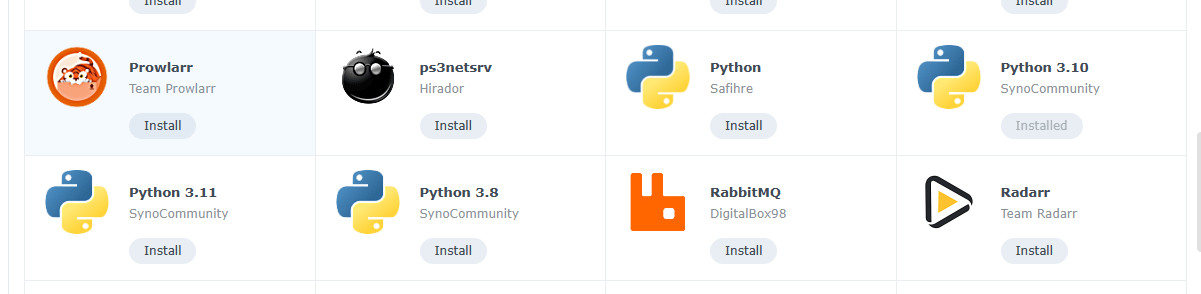 Install
Install
Install
Install
Prowlarr
Team Prowlarr
Install
ps3netsrv
Hirador
Install
Python
Safihre
Install
Python 3.10
SynoCommunity
Installed
Python 3.11
SynoCommunity
Install
Python 3.8
SynoCommunity
Install
RabbitMQ
DigitalBox98
Install
Radarr
Team Radarr
Install